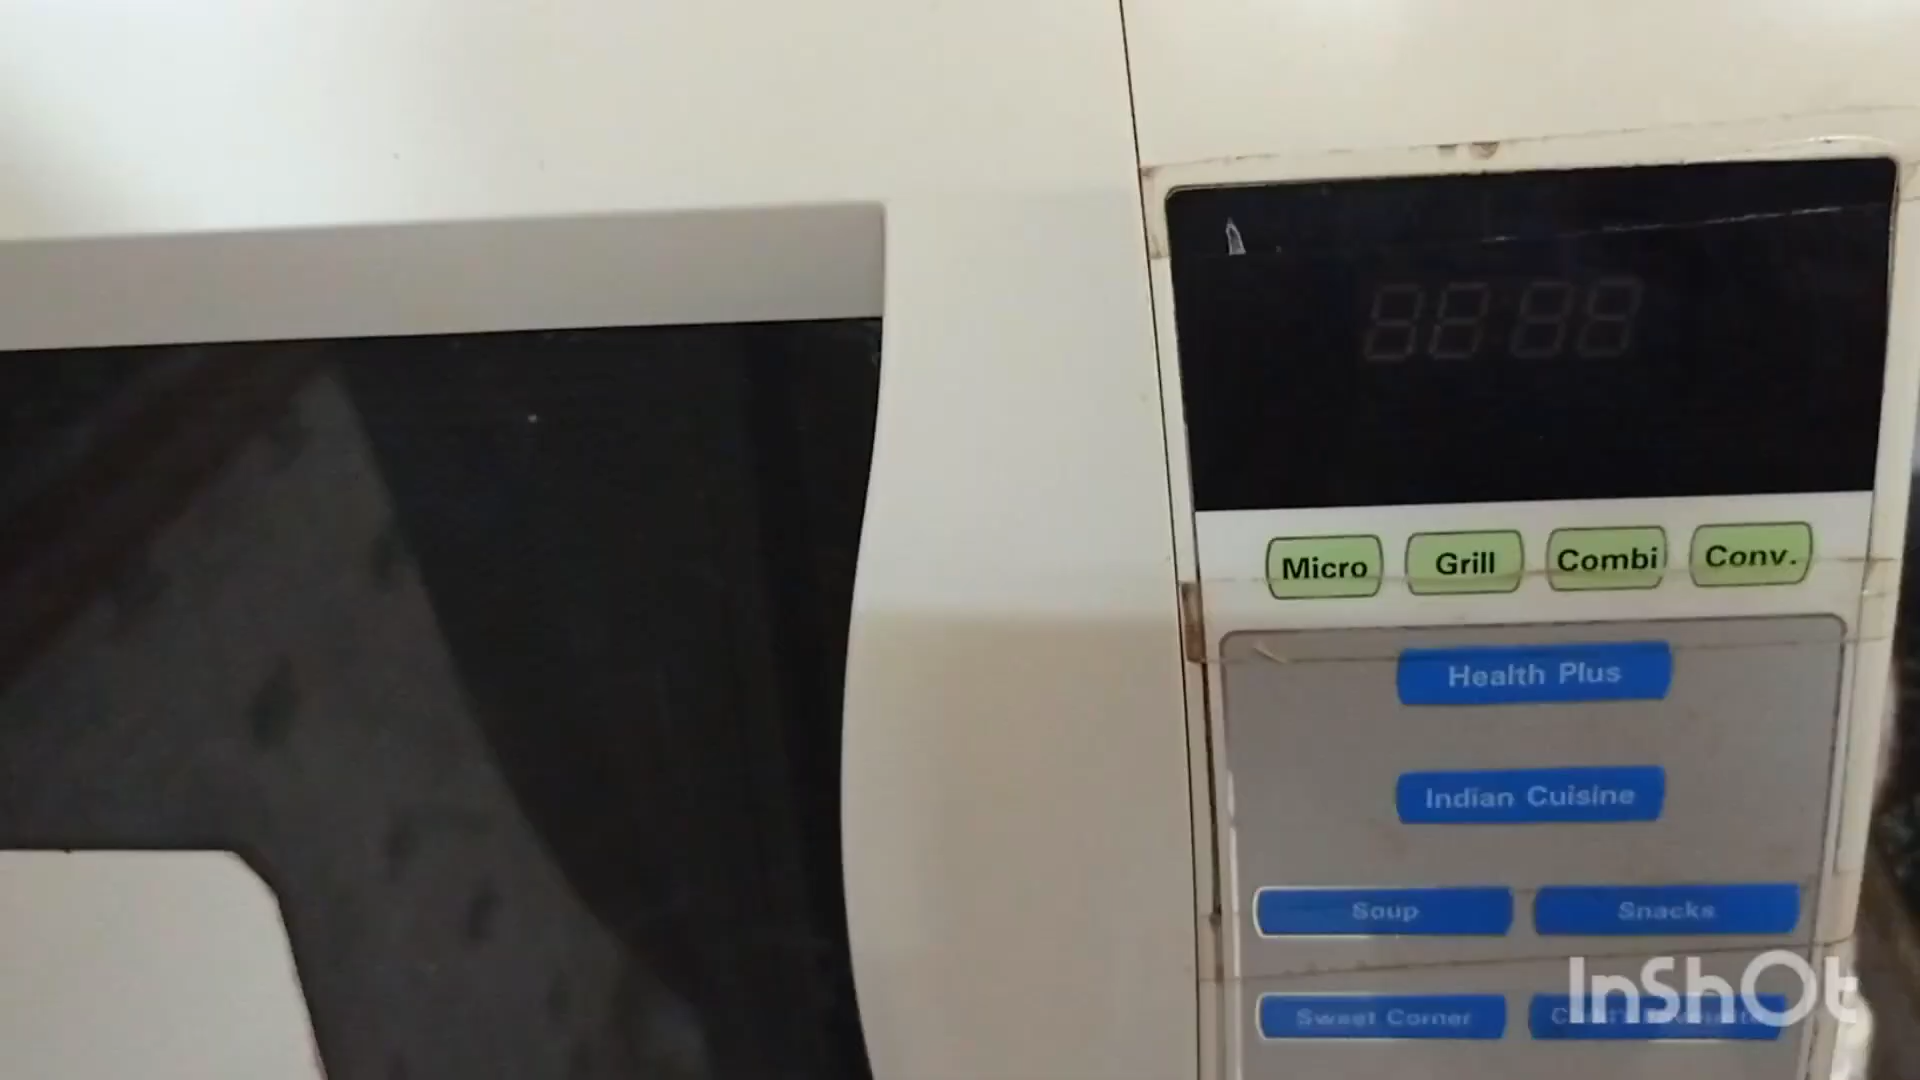 Micro Grill Combi Conv.
Health Plus
Indian Cuisine
Soup Snacks
Sweet Corner
InShOt